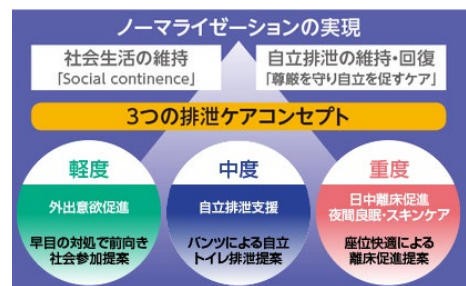 ノーマライゼーションの実現
社会生活の維持
「Social continence」
自立排泄の維持・回復
「尊厳を守り自立を促すケア」
3つの排泄ケアコンセプト
軽度
外出意欲促進
早目の対処で前向き
社会参加提案
中度
自立排泄支援
パンツによる自立
トイレ排泄提案
重度
日中離床促進
夜間良眠・スキンケア
座位快適による
離床促進提案